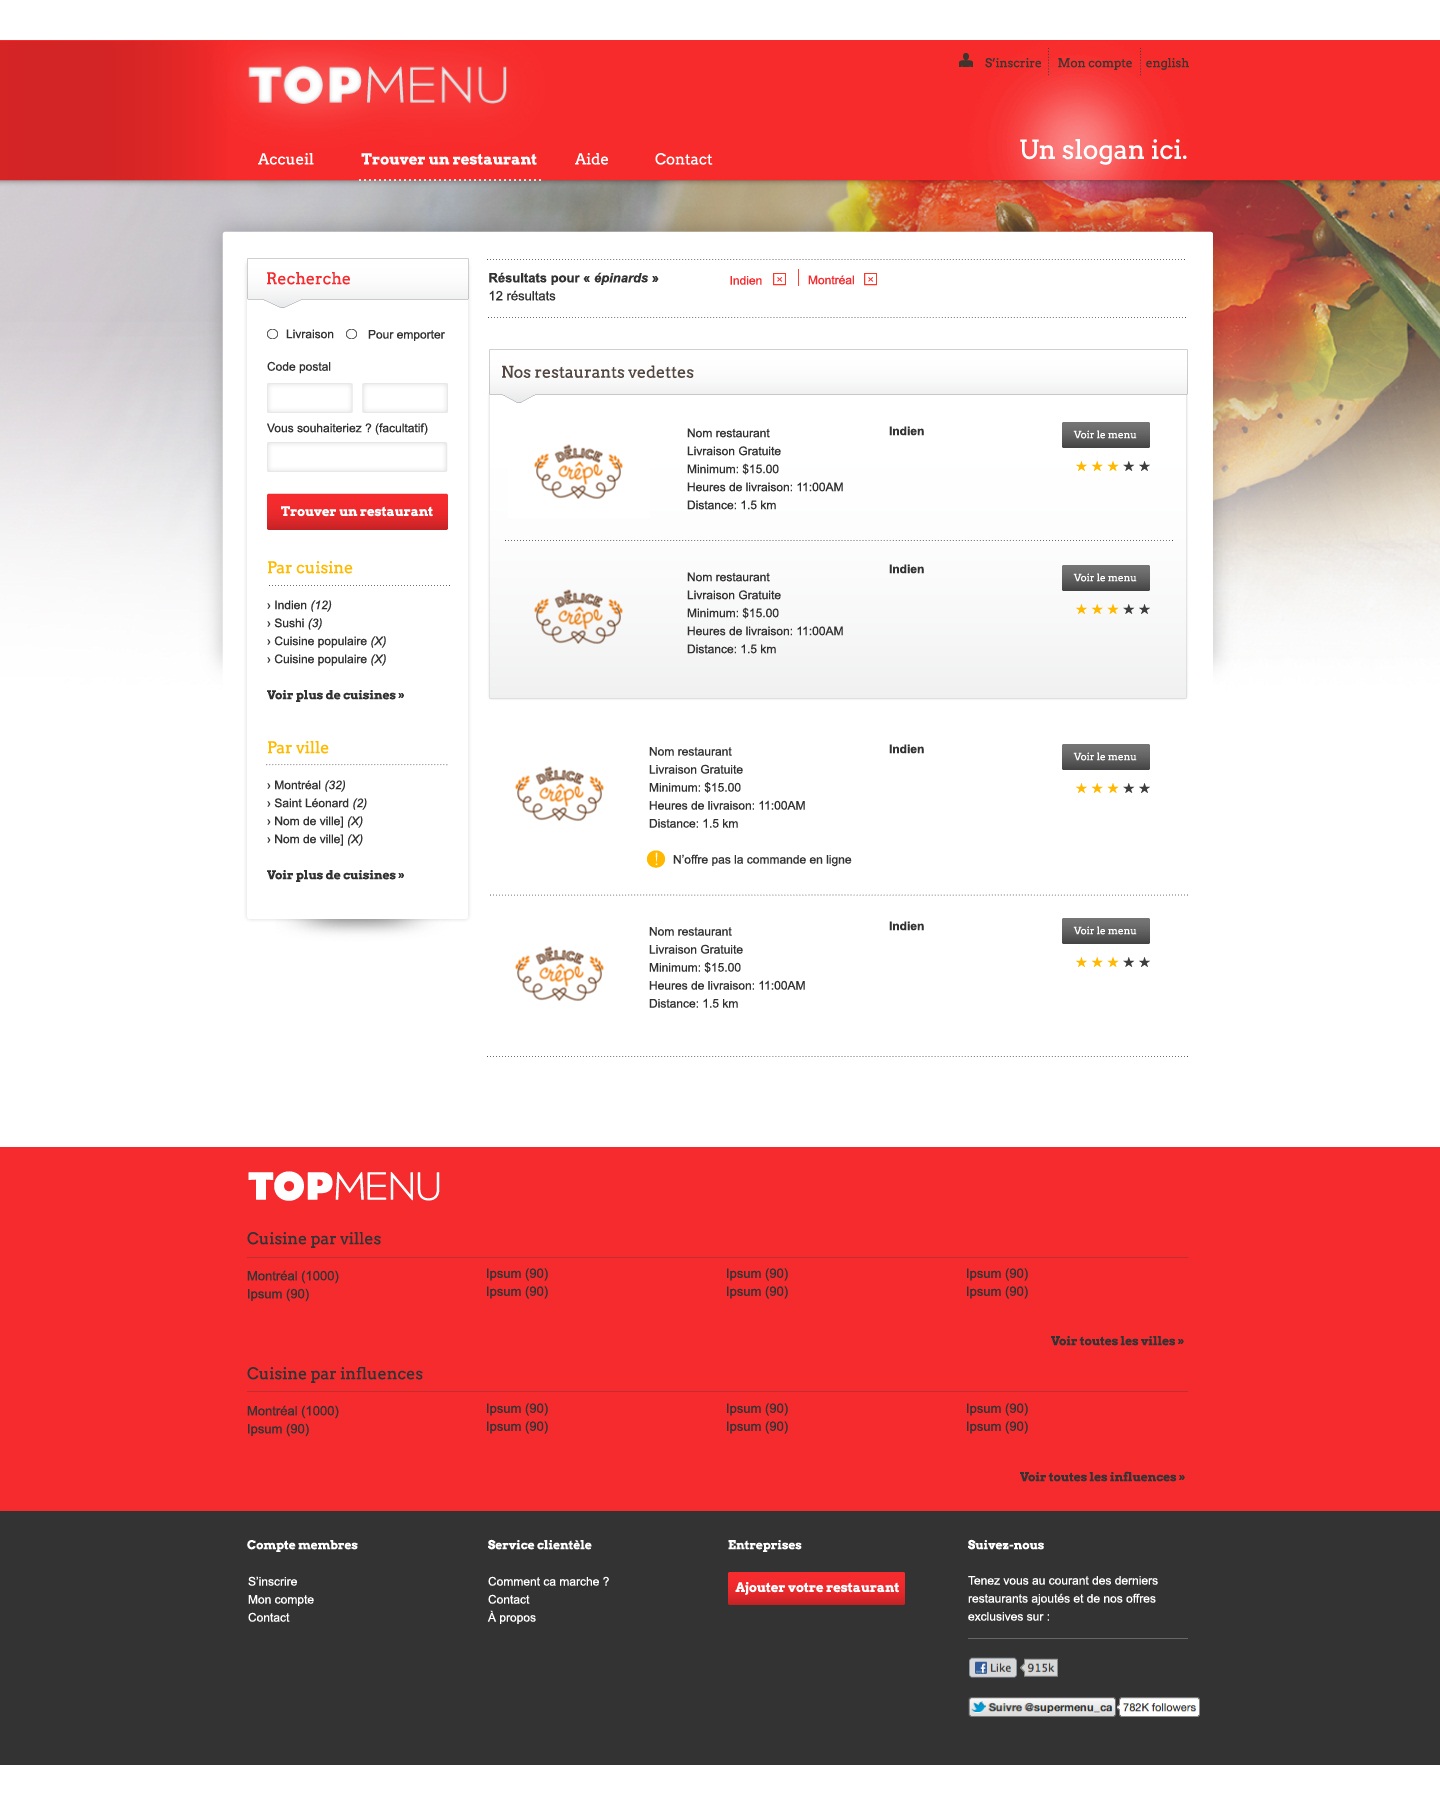 S'inscrire
Mon compte
english
TOPMENU
Un slogan ici.
Accueil
Trouver un restaurant
Aide
Contact
Recherche
Livraison
Pour emporter
Code postal
Vous souhaiteriez ? (facultatif)
Trouver un restaurant
Par cuisine
› Indien (12)
› Sushi (3)
› Cuisine populaire (X)
› Cuisine populaire (X)
Voir plus de cuisines »
Par ville
› Montréal (32)
› Saint Léonard (2)
› Nom de ville] (X)
› Nom de ville] (X)
Voir plus de cuisines »
Résultats pour « épinards »
12 résultats
Indien
Montréal
Nos restaurants vedettes
DÉLICE
crêpe
Nom restaurant
Livraison Gratuite
Minimum: $15.00
Heures de livraison: 11:00AM
Distance: 1.5 km
Indien
Voir le menu
DÉLICE
crêpe
Nom restaurant
Livraison Gratuite
Minimum: $15.00
Heures de livraison: 11:00AM
Distance: 1.5 km
Indien
Voir le menu
DÉLICE
crêpe
Nom restaurant
Livraison Gratuite
Minimum: $15.00
Heures de livraison: 11:00AM
Distance: 1.5 km
! N'offre pas la commande en ligne
Indien
Voir le menu
DÉLICE
crêpe
Nom restaurant
Livraison Gratuite
Minimum: $15.00
Heures de livraison: 11:00AM
Distance: 1.5 km
Indien
Voir le menu
TOPMENU
Cuisine par villes
Montréal (1000)
Ipsum (90)
Ipsum (90)
Ipsum (90)
Ipsum (90)
Ipsum (90)
Ipsum (90)
Ipsum (90)
Voir toutes les villes »
Cuisine par influences
Montréal (1000)
Ipsum (90)
Ipsum (90)
Ipsum (90)
Ipsum (90)
Ipsum (90)
Ipsum (90)
Ipsum (90)
Voir toutes les influences »
Compte membres
S'inscrire
Mon compte
Contact
Service clientèle
Comment ca marche ?
Contact
À propos
Entreprises
Ajouter votre restaurant
Suivez-nous
Tenez vous au courant des derniers
restaurants ajoutés et de nos offres
exclusives sur :
Like
915k
Suivre @supermenu_ca
782K followers